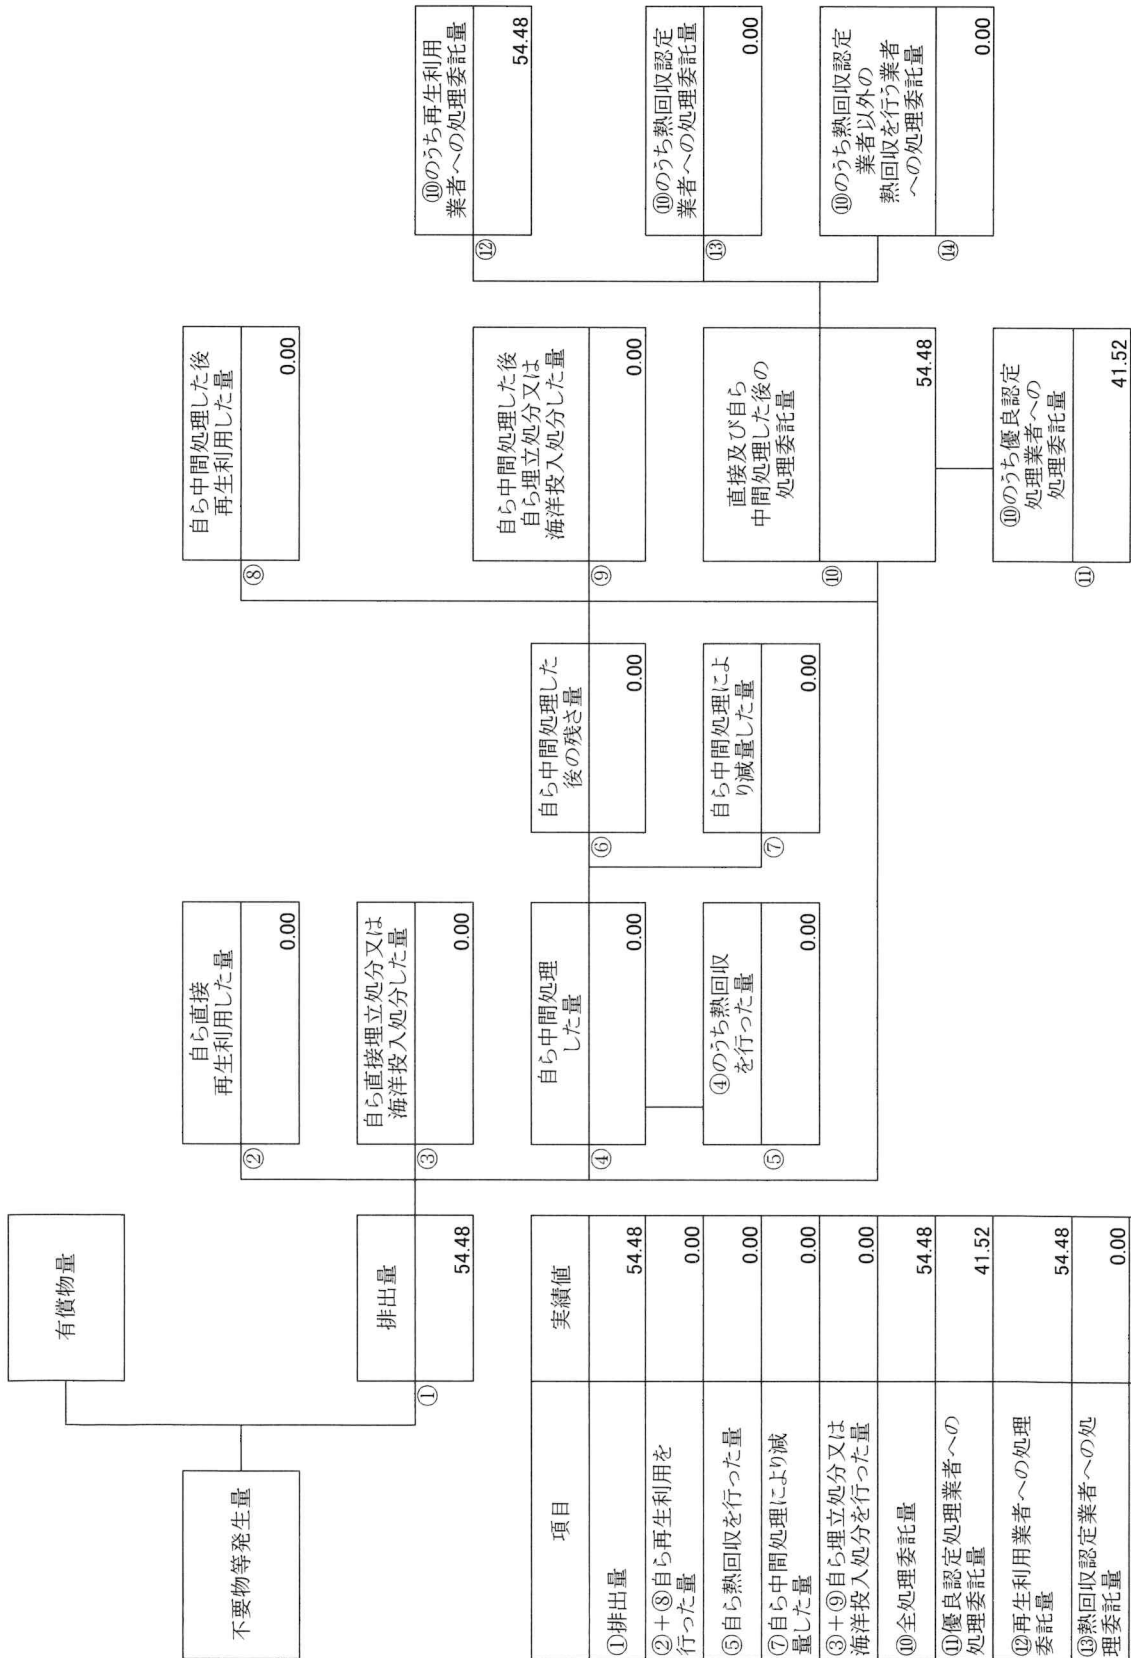 有償物量
不要物等発生量
排出量
①
54.48
自ら直接
再生利用した量
②
0.00
自ら直接埋立処分又は
海洋投入処分した量
③
0.00
自ら中間処理
した量
④
0.00
④のうち熱回収
を行った量
⑤
0.00
自ら中間処理した
後の残さ量
⑥
0.00
自ら中間処理によ
り減量した量
⑦
0.00
自ら中間処理した後
再生利用した量
⑧
0.00
自ら中間処理した後
自ら埋立処分又は
海洋投入処分した量
⑨
0.00
直接及び自ら
中間処理した後の
処理委託量
⑩
54.48
⑩のうち優良認定
処理業者への
処理委託量
⑪
41.52
⑩のうち再生利用
業者への処理委託量
⑫
54.48
⑩のうち熱回収認定
業者への処理委託量
⑬
0.00
⑩のうち熱回収認定
業者以外の
熱回収を行う業者
への処理委託量
⑭
0.00
項目 実績値
①排出量 54.48
②+⑧自ら再生利用を
行った量 0.00
⑤自ら熱回収を行った量 0.00
⑦自ら中間処理により減
量した量 0.00
③+⑨自ら埋立処分又は
海洋投入処分を行った量 0.00
⑩全処理委託量 54.48
⑪優良認定処理業者への
処理委託量 41.52
⑫再生利用業者への処理
委託量 54.48
⑬熱回収認定業者への処
理委託量 0.00